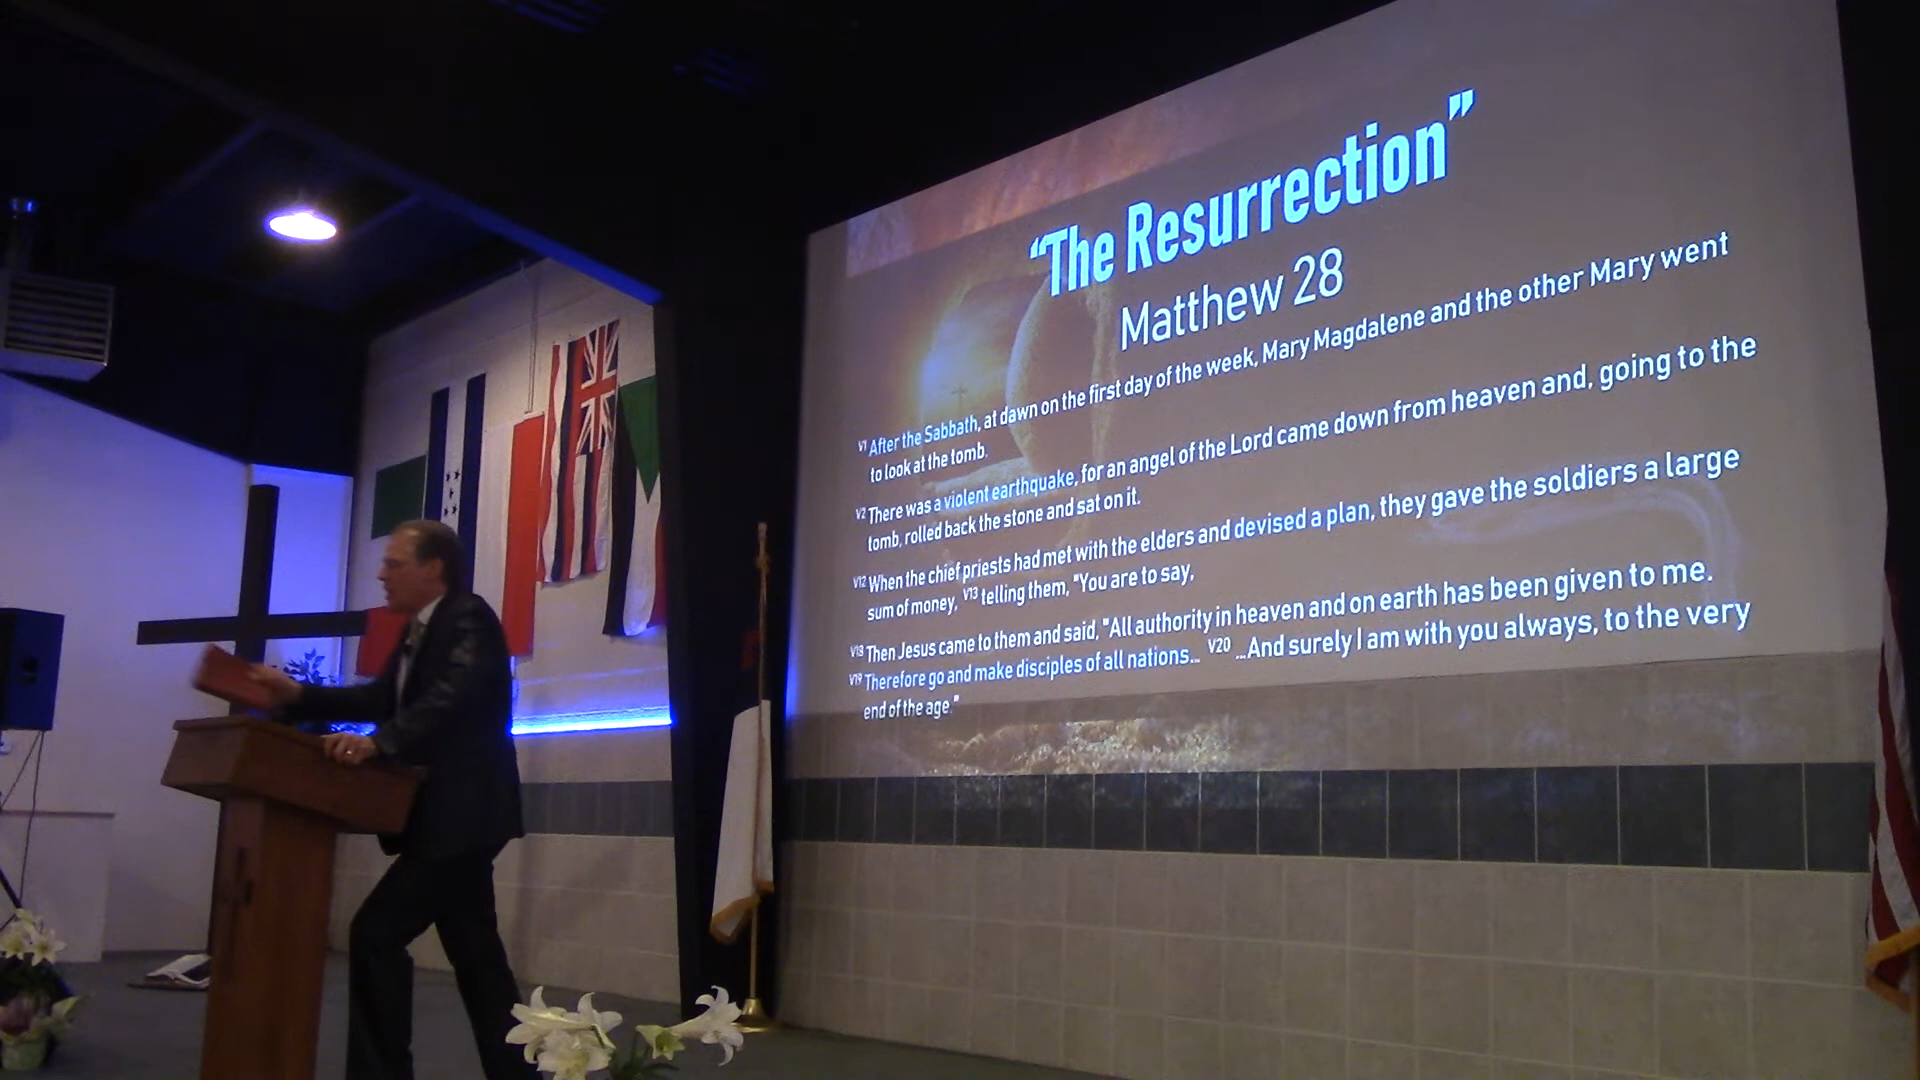 “The Resurrection”
Matthew 28
V1 After the Sabbath, at dawn on the first day of the week, Mary Magdalene and the other Mary went
to look at the tomb.
V2 There was a violent earthquake, for an angel of the Lord came down from heaven and, going to the
tomb, rolled back the stone and sat on it.
V12 When the chief priests had met with the elders and devised a plan, they gave the soldiers a large
sum of money, V13 telling them, "You are to say,
V18 Then Jesus came to them and said, "All authority in heaven and on earth has been given to me.
V19 Therefore go and make disciples of all nations... V20 ...And surely I am with you always, to the very
end of the age."